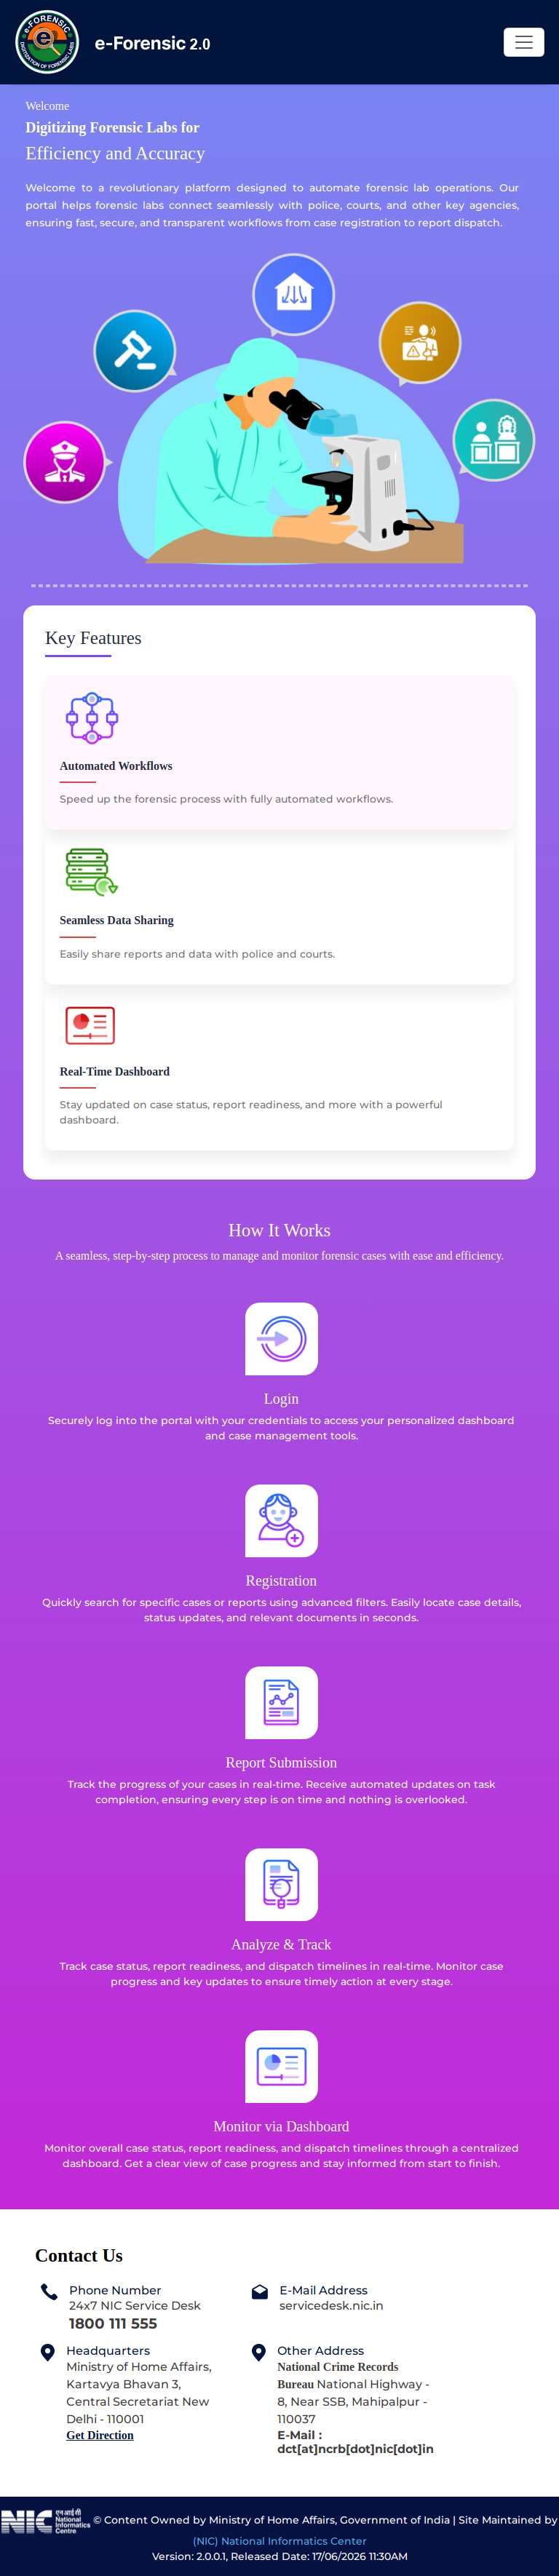 e-FORENSIC
DIGITIZATION OF FORENSIC LABS
e-Forensic 2.0
Welcome
Digitizing Forensic Labs for
Efficiency and Accuracy
Welcome to a revolutionary platform designed to automate forensic lab operations. Our
portal helps forensic labs connect seamlessly with police, courts, and other key agencies,
ensuring fast, secure, and transparent workflows from case registration to report dispatch.
Key Features
Automated Workflows
Speed up the forensic process with fully automated workflows.
Seamless Data Sharing
Easily share reports and data with police and courts.
Real-Time Dashboard
Stay updated on case status, report readiness, and more with a powerful
dashboard.
How It Works
A seamless, step-by-step process to manage and monitor forensic cases with ease and efficiency.
Login
Securely log into the portal with your credentials to access your personalized dashboard
and case management tools.
Registration
Quickly search for specific cases or reports using advanced filters. Easily locate case details,
status updates, and relevant documents in seconds.
Report Submission
Track the progress of your cases in real-time. Receive automated updates on task
completion, ensuring every step is on time and nothing is overlooked.
Analyze & Track
Track case status, report readiness, and dispatch timelines in real-time. Monitor case
progress and key updates to ensure timely action at every stage.
Monitor via Dashboard
Monitor overall case status, report readiness, and dispatch timelines through a centralized
dashboard. Get a clear view of case progress and stay informed from start to finish.
Contact Us
Phone Number
24x7 NIC Service Desk
1800 111 555
E-Mail Address
servicedesk.nic.in
Headquarters
Ministry of Home Affairs,
Kartavya Bhavan 3,
Central Secretariat New
Delhi - 110001
Get Direction
Other Address
National Crime Records
Bureau National Highway -
8, Near SSB, Mahipalpur -
110037
E-Mail :
dct[at]ncrb[dot]nic[dot]in
NIC एन आई सी
National
Informatics
Centre
© Content Owned by Ministry of Home Affairs, Government of India | Site Maintained by
(NIC) National Informatics Center
Version: 2.0.0.1, Released Date: 17/06/2026 11:30AM